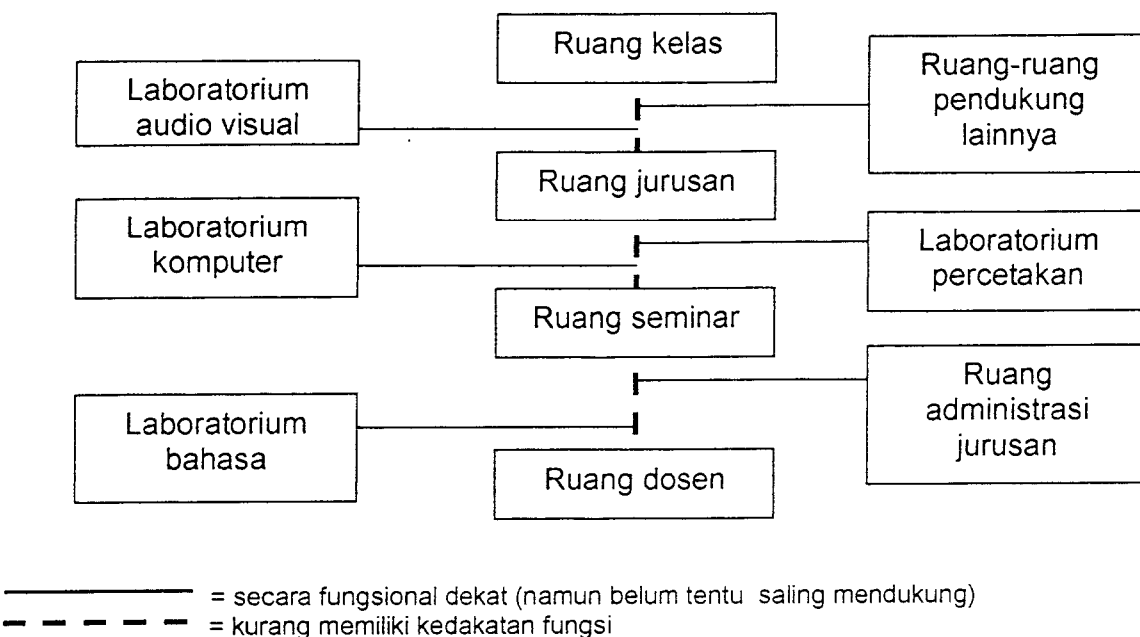 Ruang kelas
Laboratorium
audio visual
Ruang-ruang
pendukung
lainnya
Ruang jurusan
Laboratorium
komputer
Laboratorium
percetakan
Ruang seminar
Laboratorium
bahasa
Ruang
administrasi
jurusan
Ruang dosen
= secara fungsional dekat (namun belum tentu saling mendukung)
= kurang memiliki kedakatan fungsi